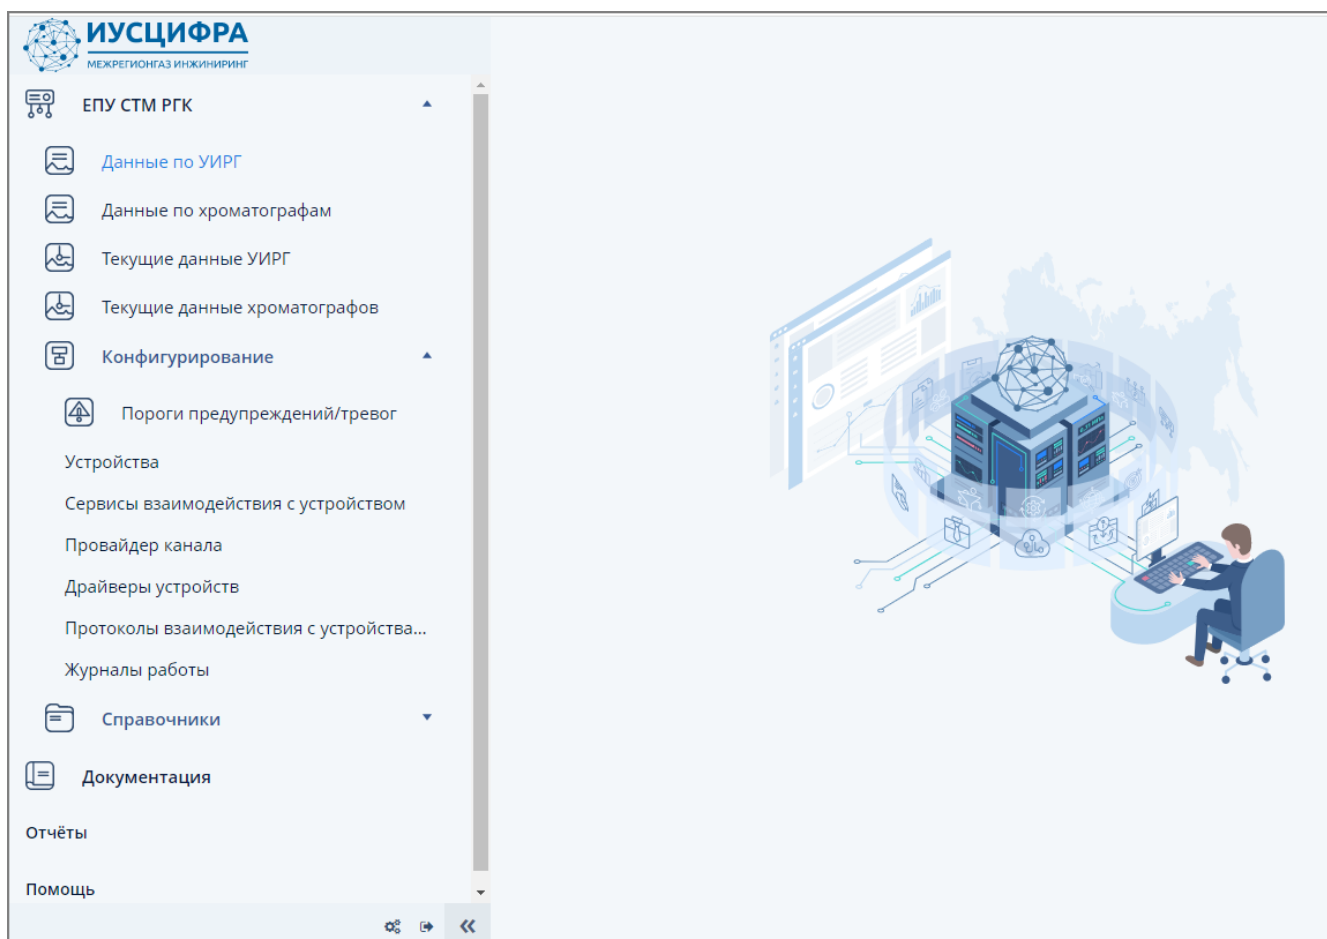 ИУСЦИФРА
МЕЖРЕГИОНГАЗ ИНЖИНИРИНГ
ЕПУ СТМ РГК
Данные по УИРГ
Данные по хроматографам
Текущие данные УИРГ
Текущие данные хроматографов
Конфигурирование
Пороги предупреждений/тревог
Устройства
Сервисы взаимодействия с устройством
Провайдер канала
Драйверы устройств
Протоколы взаимодействия с устройства...
Журналы работы
Справочники
Документация
Отчёты
Помощь